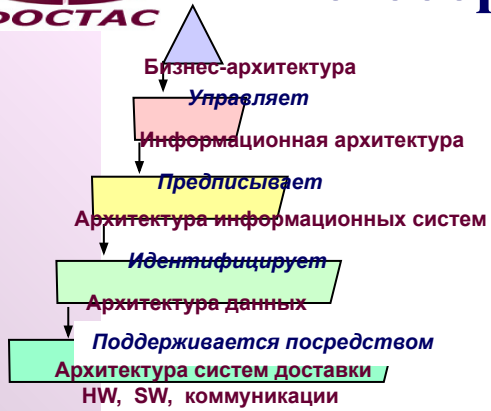 ФОСТАС
Бизнес-архитектура
Управляет
Информационная архитектура
Предписывает
Архитектура информационных систем
Идентифицирует
Архитектура данных
Поддерживается посредством
Архитектура систем доставки
HW, SW, коммуникации